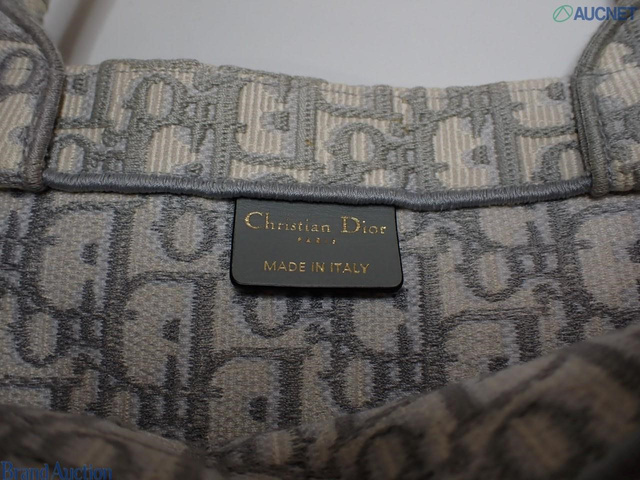 AUCNET
Christian Dior
PARIS
MADE IN ITALY
Brand Auction